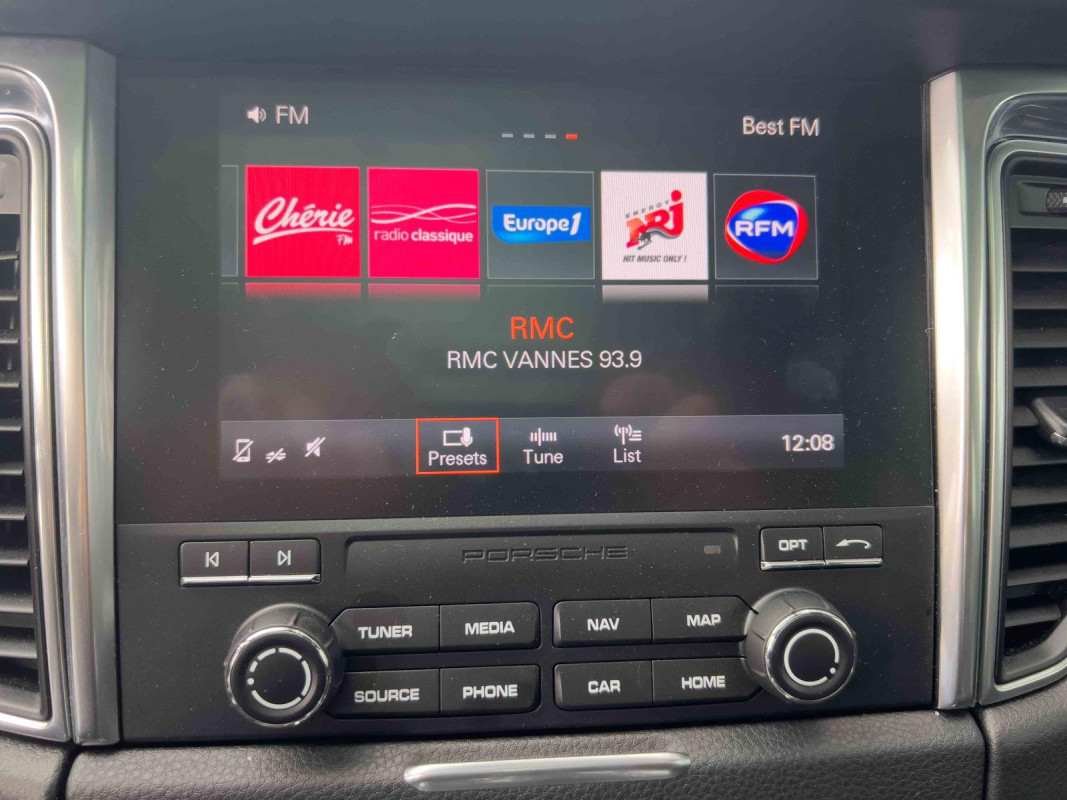 FM
Best FM
Chérie
FM
radio classique
Europe 1
ENERGY
NRJ
HIT MUSIC ONLY !
RFM
RMC
RMC VANNES 93.9
Presets
Tune
List
12:08
PORSCHE
OPT
TUNER
MEDIA
NAV
MAP
SOURCE
PHONE
CAR
HOME